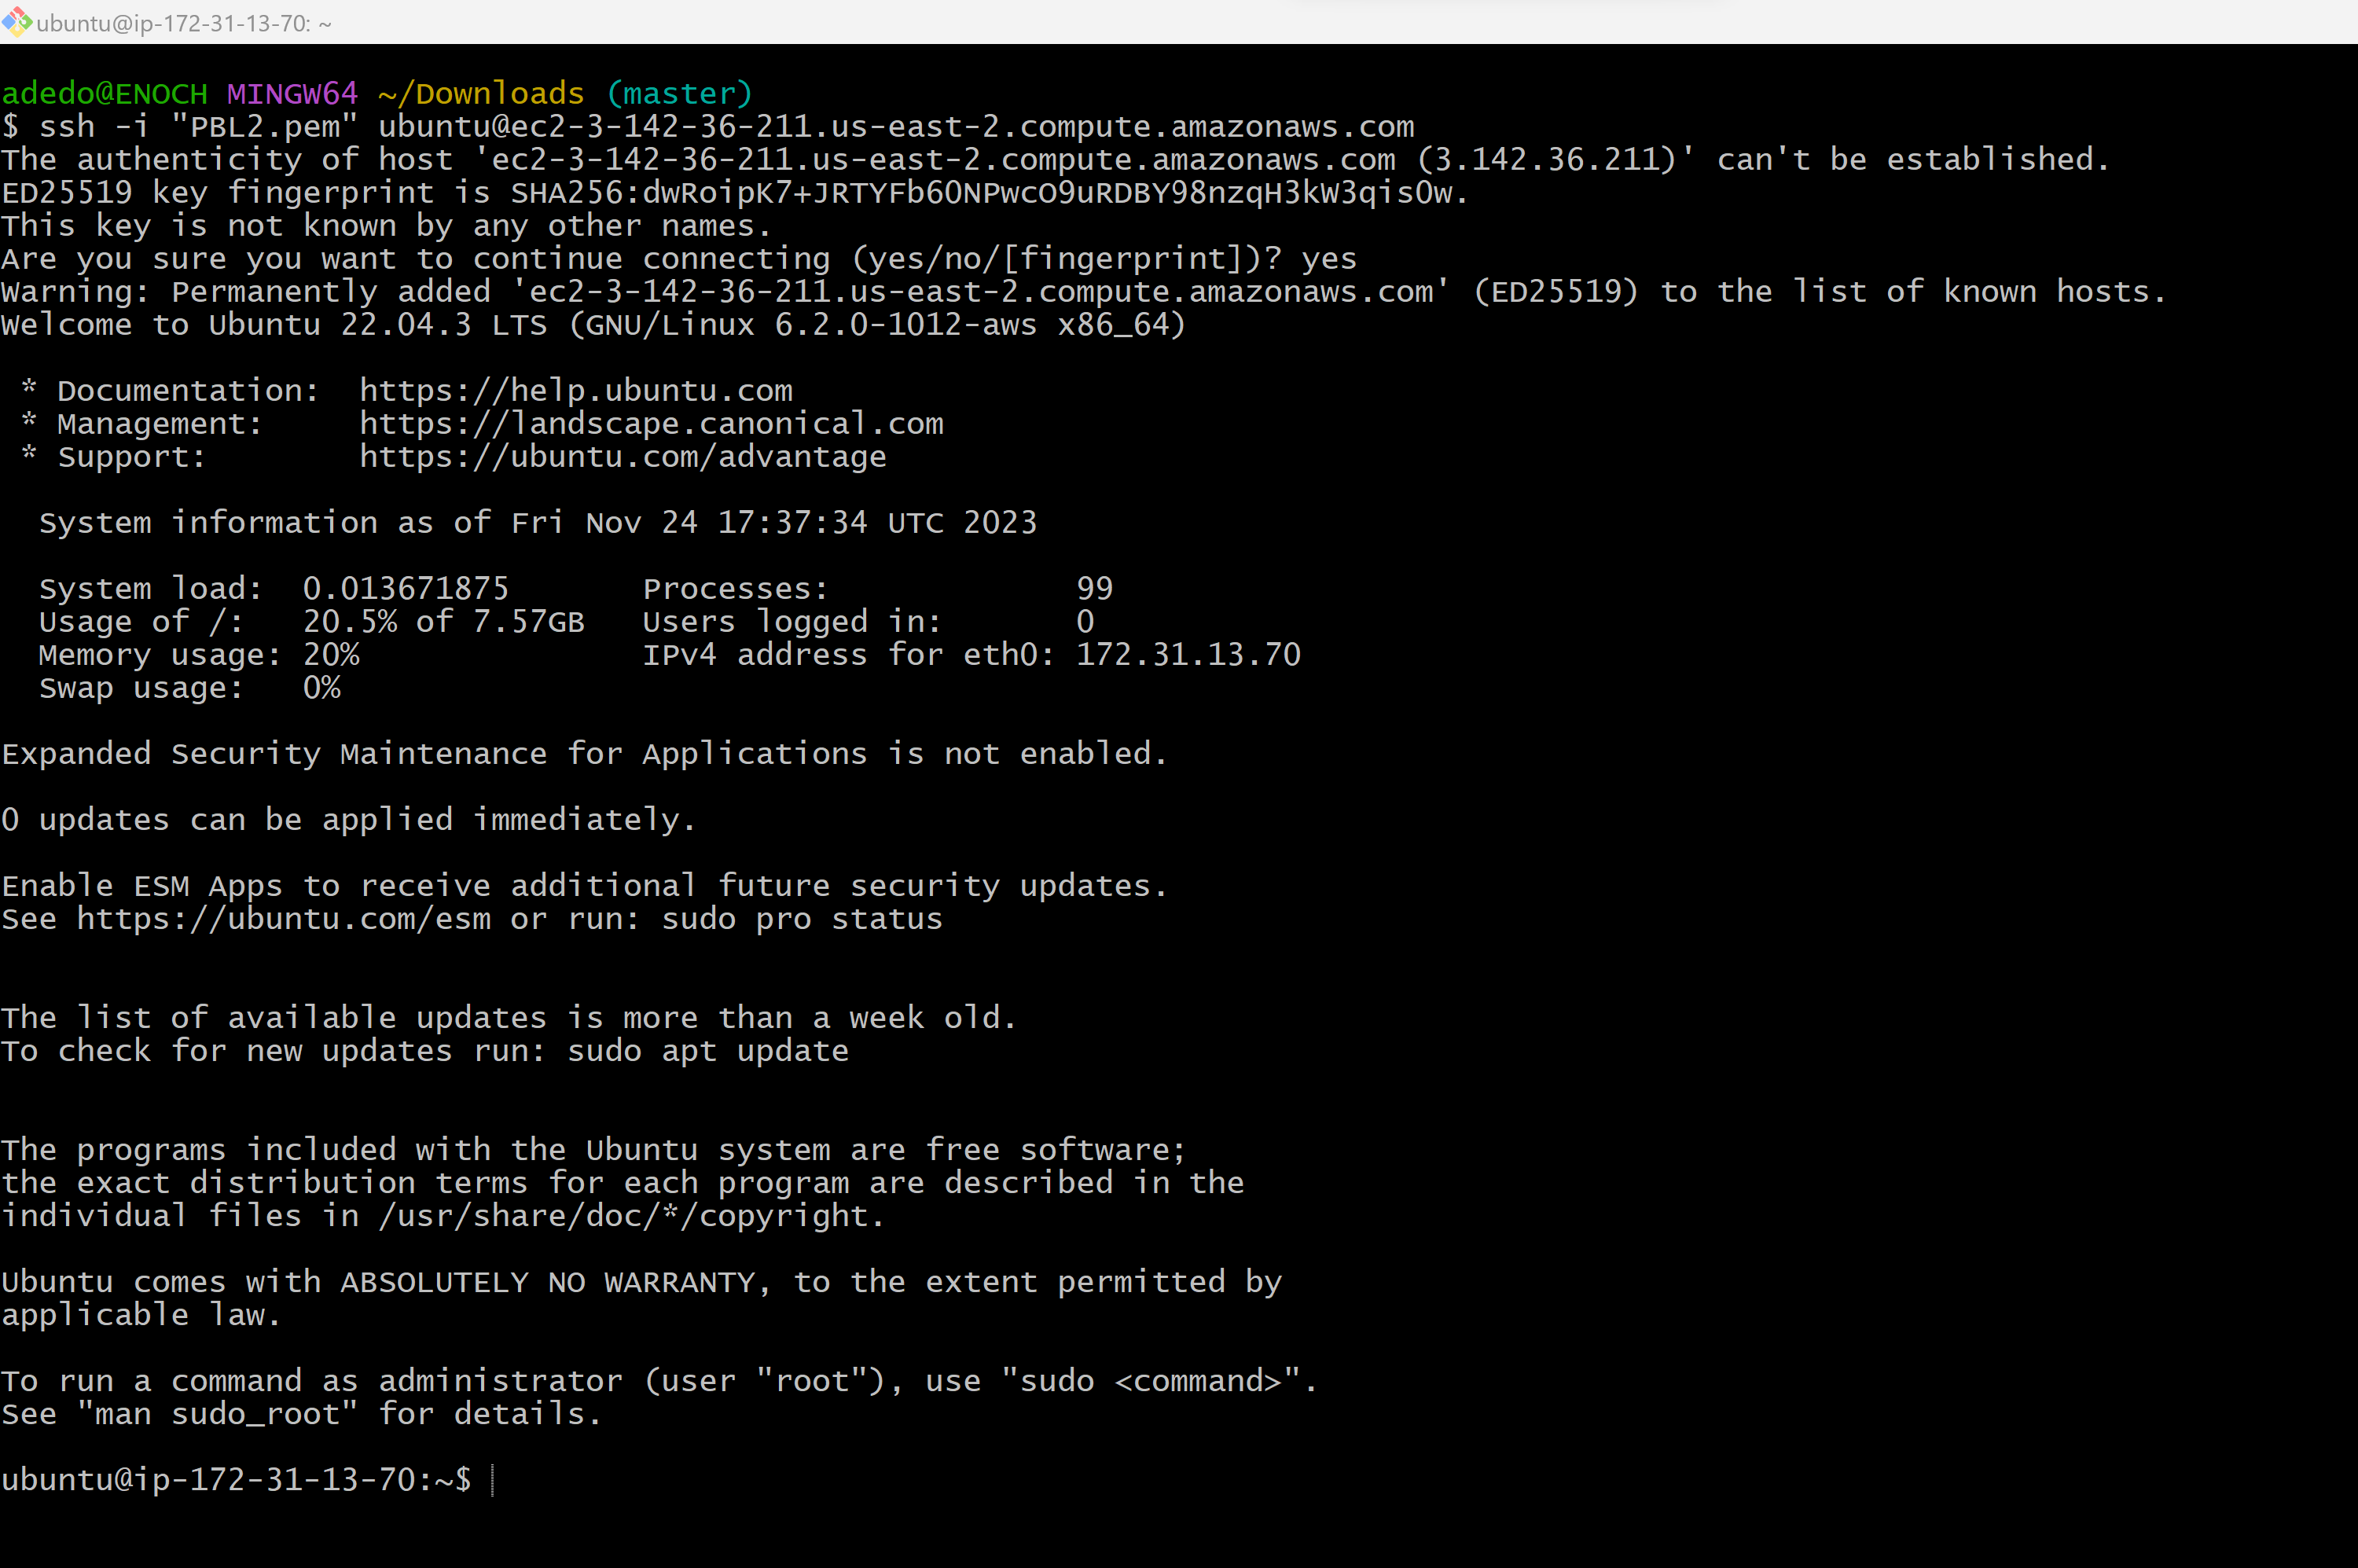 ubuntu@ip-172-31-13-70: ~
adedo@ENOCH MINGW64 ~/Downloads (master)
$ ssh -i "PBL2.pem" ubuntu@ec2-3-142-36-211.us-east-2.compute.amazonaws.com
The authenticity of host 'ec2-3-142-36-211.us-east-2.compute.amazonaws.com (3.142.36.211)' can't be established.
ED25519 key fingerprint is SHA256:dwRoipK7+JRTYFb6ONPwcO9uRDBY98nzqH3kW3qisOw.
This key is not known by any other names.
Are you sure you want to continue connecting (yes/no/[fingerprint])? yes
Warning: Permanently added 'ec2-3-142-36-211.us-east-2.compute.amazonaws.com' (ED25519) to the list of known hosts.
Welcome to Ubuntu 22.04.3 LTS (GNU/Linux 6.2.0-1012-aws x86_64)
 * Documentation:  https://help.ubuntu.com
 * Management:     https://landscape.canonical.com
 * Support:        https://ubuntu.com/advantage
  System information as of Fri Nov 24 17:37:34 UTC 2023
  System load:  0.013671875       Processes:             99
  Usage of /:   20.5% of 7.57GB   Users logged in:       0
  Memory usage: 20%               IPv4 address for eth0: 172.31.13.70
  Swap usage:   0%
Expanded Security Maintenance for Applications is not enabled.
0 updates can be applied immediately.
Enable ESM Apps to receive additional future security updates.
See https://ubuntu.com/esm or run: sudo pro status
The list of available updates is more than a week old.
To check for new updates run: sudo apt update
The programs included with the Ubuntu system are free software;
the exact distribution terms for each program are described in the
individual files in /usr/share/doc/*/copyright.
Ubuntu comes with ABSOLUTELY NO WARRANTY, to the extent permitted by
applicable law.
To run a command as administrator (user "root"), use "sudo <command>".
See "man sudo_root" for details.
ubuntu@ip-172-31-13-70:~$